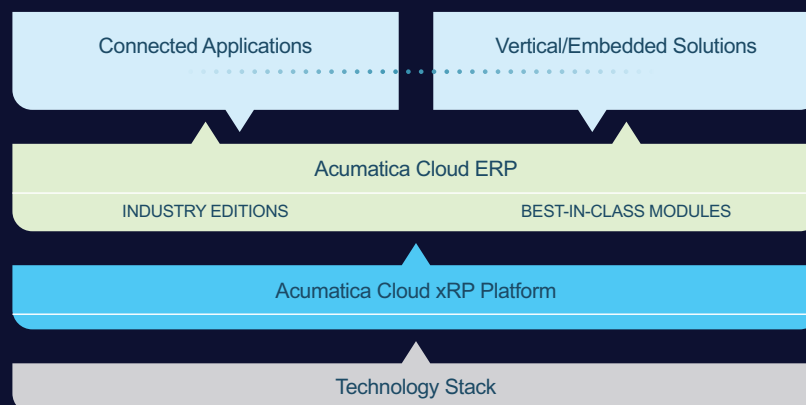 Connected Applications
Vertical/Embedded Solutions
Acumatica Cloud ERP
INDUSTRY EDITIONS
BEST-IN-CLASS MODULES
Acumatica Cloud xRP Platform
Technology Stack